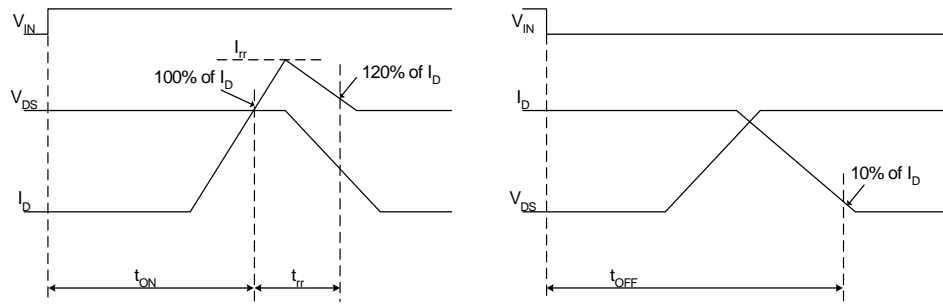 V_IN
I_rr
100% of I_D
120% of I_D
V_DS
I_D
t_ON
t_rr
V_IN
I_D
V_DS
10% of I_D
t_OFF